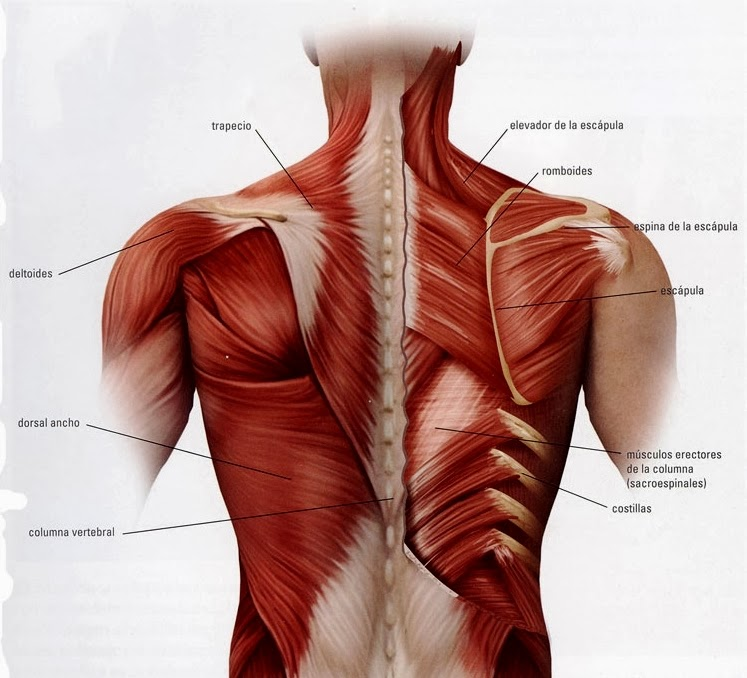 trapecio
elevador de la escápula
romboides
espina de la escápula
deltoides
escápula
dorsal ancho
músculos erectores
de la columna
(sacroespinales)
costillas
columna vertebral